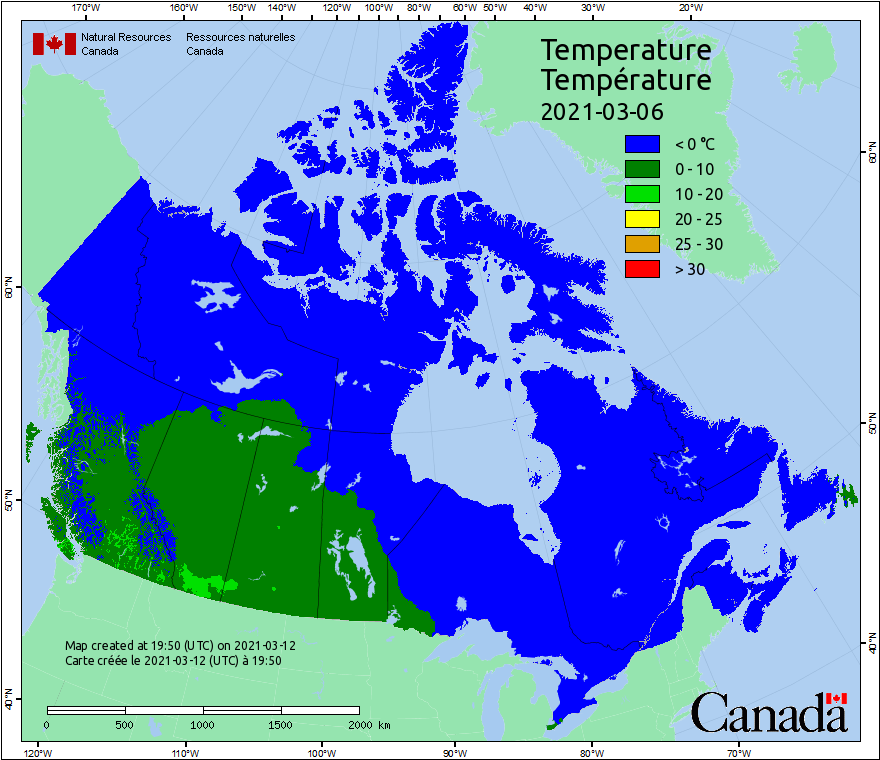 170°W 160°W 150°W 140°W 130°W 120°W 110°W 100°W 90°W 80°W 70°W 60°W 50°W 40°W 30°W 20°W
Natural Resources Canada
Ressources naturelles Canada
Temperature
Température
2021-03-06
< 0 °C
0 - 10
10 - 20
20 - 25
25 - 30
> 30
60°N
50°N
40°N
60°N
50°N
40°N
Map created at 19:50 (UTC) on 2021-03-12
Carte créée le 2021-03-12 (UTC) à 19:50
0 500 1000 1500 2000 km
Canada
120°W 110°W 100°W 90°W 80°W 70°W